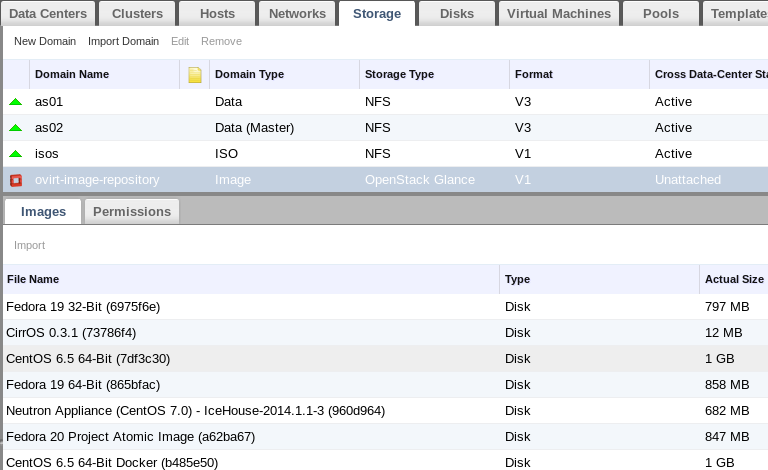 Data Centers Clusters Hosts Networks Storage Disks Virtual Machines Pools Templates
New Domain Import Domain Edit Remove
Domain Name Domain Type Storage Type Format Cross Data-Center Sta
as01 Data NFS V3 Active
as02 Data (Master) NFS V3 Active
isos ISO NFS V1 Active
ovirt-image-repository Image OpenStack Glance V1 Unattached
Images Permissions
Import
File Name Type Actual Size
Fedora 19 32-Bit (6975f6e) Disk 797 MB
CirrOS 0.3.1 (73786f4) Disk 12 MB
CentOS 6.5 64-Bit (7df3c30) Disk 1 GB
Fedora 19 64-Bit (865bfac) Disk 858 MB
Neutron Appliance (CentOS 7.0) - IceHouse-2014.1.1-3 (960d964) Disk 682 MB
Fedora 20 Project Atomic Image (a62ba67) Disk 847 MB
CentOS 6.5 64-Bit Docker (b485e50) Disk 1 GB